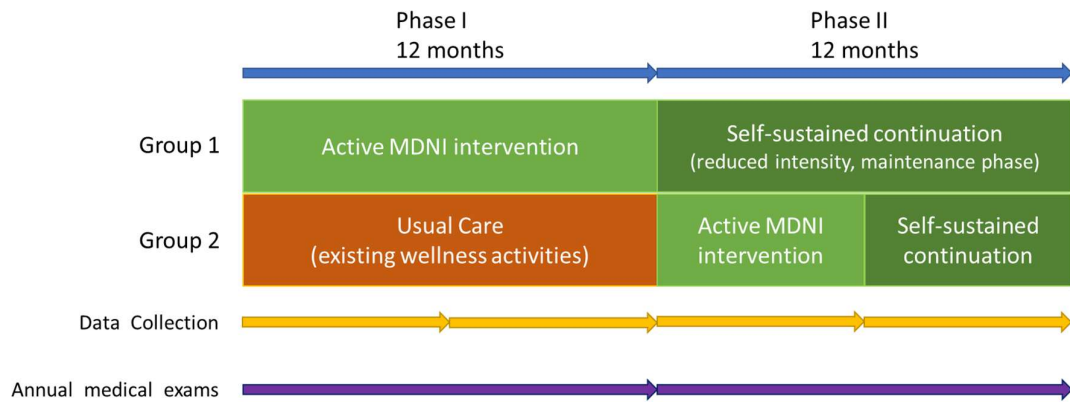 Phase I
12 months
Phase II
12 months
Group 1
Active MDNI intervention
Self-sustained continuation
(reduced intensity, maintenance phase)
Group 2
Usual Care
(existing wellness activities)
Active MDNI
intervention
Self-sustained
continuation
Data Collection
Annual medical exams